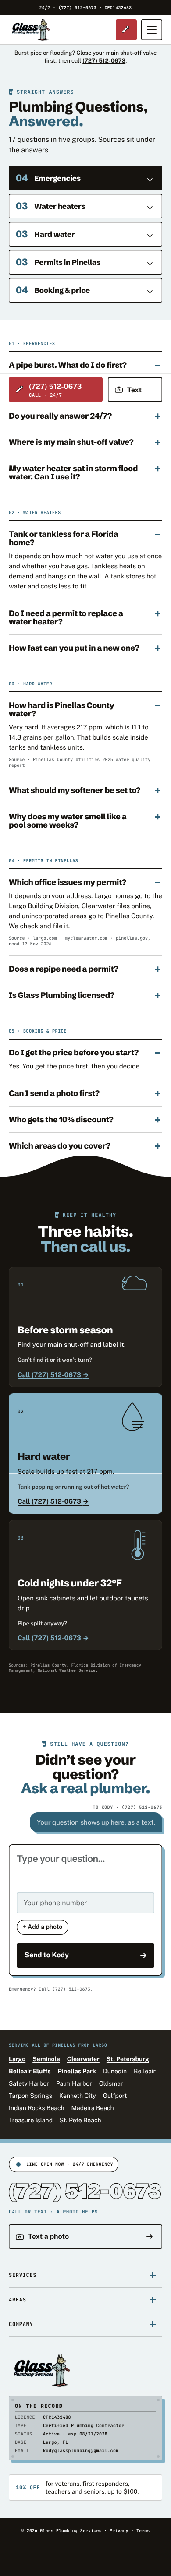 24/7 · (727) 512-0673 · CFC1432488
Glass
Plumbing Services
Burst pipe or flooding? Close your main shut-off valve
first, then call (727) 512-0673.
STRAIGHT ANSWERS
Plumbing Questions,
Answered.
17 questions in five groups. Sources sit under
the answers.
04 Emergencies ↓
03 Water heaters ↓
03 Hard water ↓
03 Permits in Pinellas ↓
04 Booking & price ↓
01 · EMERGENCIES
A pipe burst. What do I do first? −
(727) 512-0673
CALL · 24/7
Text
Do you really answer 24/7? +
Where is my main shut-off valve? +
My water heater sat in storm flood
water. Can I use it? +
02 · WATER HEATERS
Tank or tankless for a Florida
home? −
It depends on how much hot water you use at once
and whether you have gas. Tankless heats on
demand and hangs on the wall. A tank stores hot
water and costs less to fit.
Do I need a permit to replace a
water heater? +
How fast can you put in a new one? +
03 · HARD WATER
How hard is Pinellas County
water? −
Very hard. It averages 217 ppm, which is 11.1 to
14.3 grains per gallon. That builds scale inside
tanks and tankless units.
Source · Pinellas County Utilities 2025 water quality
report
What should my softener be set to? +
Why does my water smell like a
pool some weeks? +
04 · PERMITS IN PINELLAS
Which office issues my permit? −
It depends on your address. Largo homes go to the
Largo Building Division, Clearwater files online,
and unincorporated areas go to Pinellas County.
We check and file it.
Source · largo.com · myclearwater.com · pinellas.gov,
read 17 Nov 2026
Does a repipe need a permit? +
Is Glass Plumbing licensed? +
05 · BOOKING & PRICE
Do I get the price before you start? −
Yes. You get the price first, then you decide.
Can I send a photo first? +
Who gets the 10% discount? +
Which areas do you cover? +
KEEP IT HEALTHY
Three habits.
Then call us.
01
Before storm season
Find your main shut-off and label it.
Can't find it or it won't turn?
Call (727) 512-0673 →
02
Hard water
Scale builds up fast at 217 ppm.
Tank popping or running out of hot water?
Call (727) 512-0673 →
03
Cold nights under 32°F
Open sink cabinets and let outdoor faucets
drip.
Pipe split anyway?
Call (727) 512-0673 →
Sources: Pinellas County, Florida Division of Emergency
Management, National Weather Service.
STILL HAVE A QUESTION?
Didn't see your
question?
Ask a real plumber.
TO KODY · (727) 512-0673
Your question shows up here, as a text.
Type your question...
Your phone number
+ Add a photo
Send to Kody →
Emergency? Call (727) 512-0673.
SERVING ALL OF PINELLAS FROM LARGO
Largo Seminole Clearwater St. Petersburg
Belleair Bluffs Pinellas Park Dunedin Belleair
Safety Harbor Palm Harbor Oldsmar
Tarpon Springs Kenneth City Gulfport
Indian Rocks Beach Madeira Beach
Treasure Island St. Pete Beach
LINE OPEN NOW · 24/7 EMERGENCY
(727) 512-0673
CALL OR TEXT · A PHOTO HELPS
Text a photo →
SERVICES +
AREAS +
COMPANY +
Glass
Plumbing Services
ON THE RECORD
LICENCE CFC1432488
TYPE Certified Plumbing Contractor
STATUS Active · exp 08/31/2028
BASE Largo, FL
EMAIL kodyglassplumbing@gmail.com
10% OFF for veterans, first responders,
teachers and seniors, up to $100.
© 2026 Glass Plumbing Services · Privacy · Terms